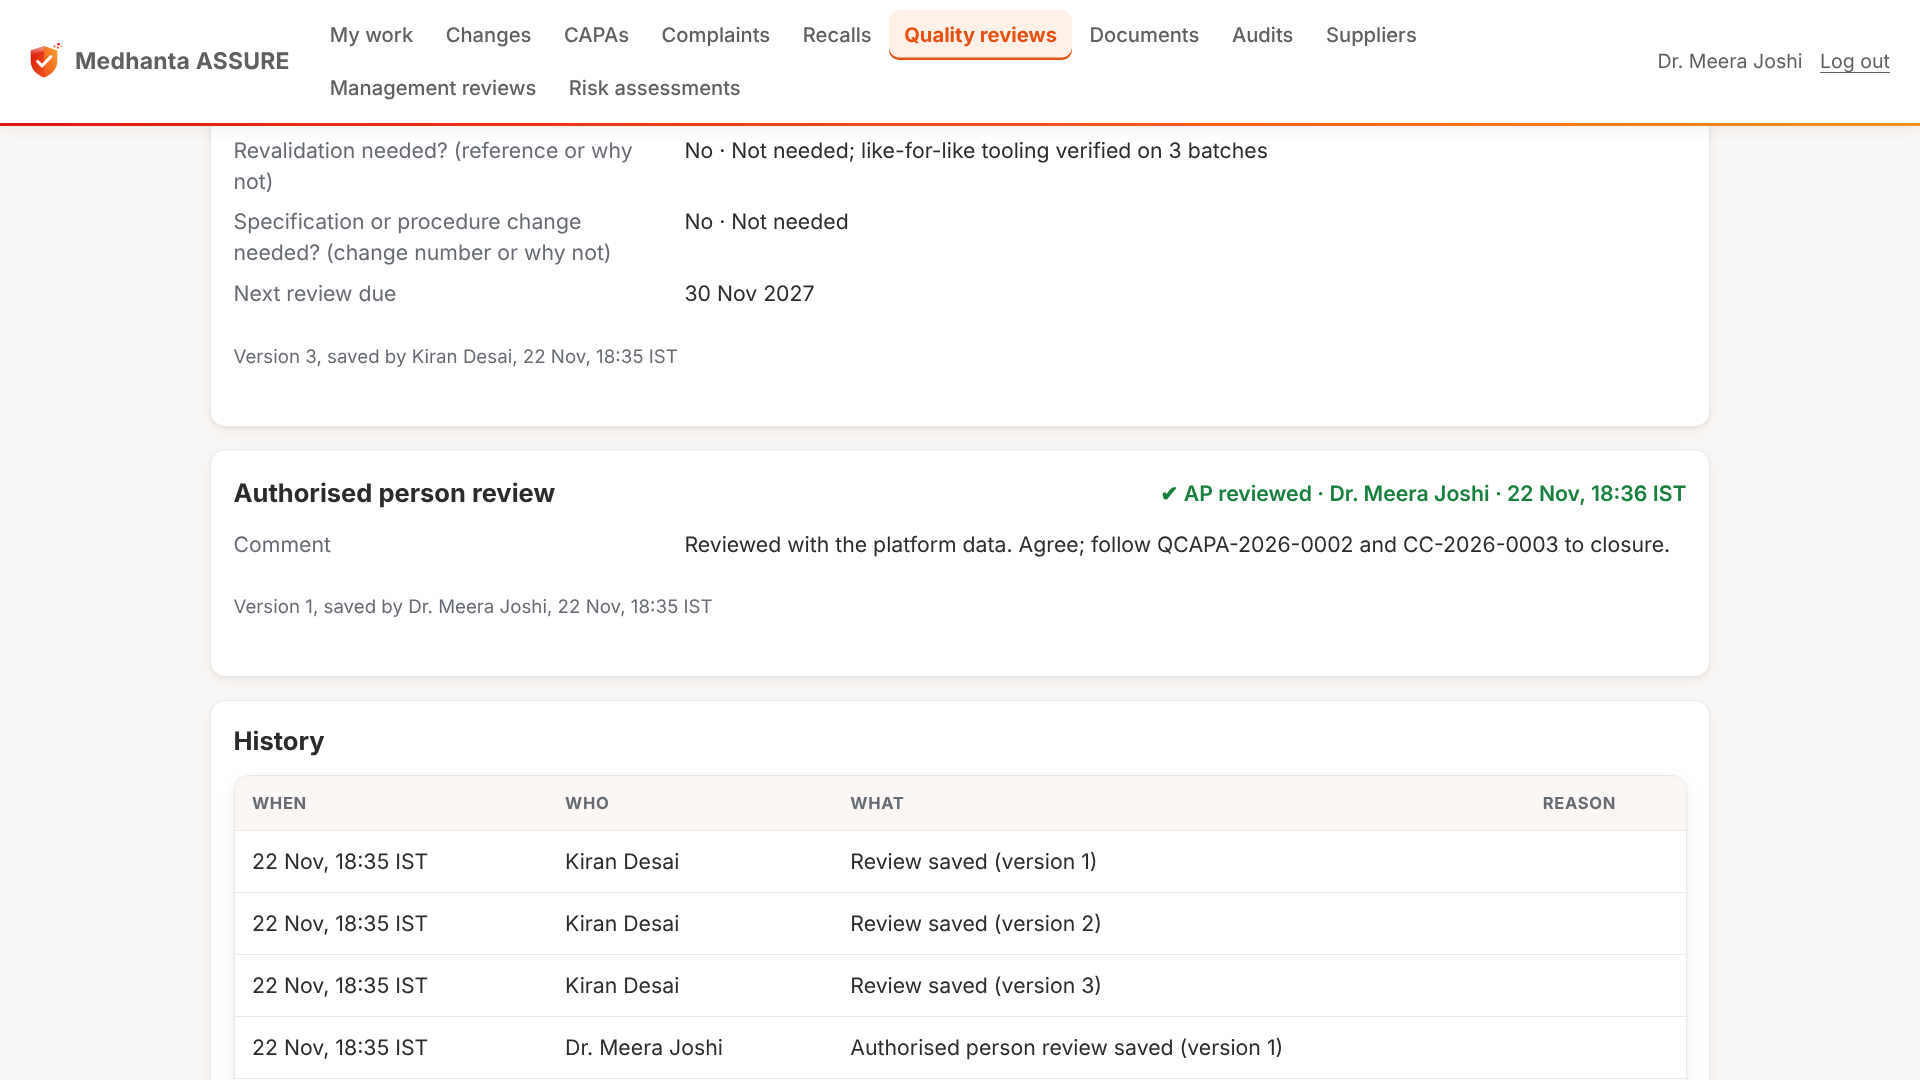 Medhanta ASSURE
My work
Changes
CAPAs
Complaints
Recalls
Quality reviews
Documents
Audits
Suppliers
Management reviews
Risk assessments
Dr. Meera Joshi
Log out
Revalidation needed? (reference or why
not)
No · Not needed; like-for-like tooling verified on 3 batches
Specification or procedure change
needed? (change number or why not)
No · Not needed
Next review due
30 Nov 2027
Version 3, saved by Kiran Desai, 22 Nov, 18:35 IST
Authorised person review
✔ AP reviewed · Dr. Meera Joshi · 22 Nov, 18:36 IST
Comment
Reviewed with the platform data. Agree; follow QCAPA-2026-0002 and CC-2026-0003 to closure.
Version 1, saved by Dr. Meera Joshi, 22 Nov, 18:35 IST
History
WHEN WHO WHAT REASON
22 Nov, 18:35 IST Kiran Desai Review saved (version 1)
22 Nov, 18:35 IST Kiran Desai Review saved (version 2)
22 Nov, 18:35 IST Kiran Desai Review saved (version 3)
22 Nov, 18:35 IST Dr. Meera Joshi Authorised person review saved (version 1)